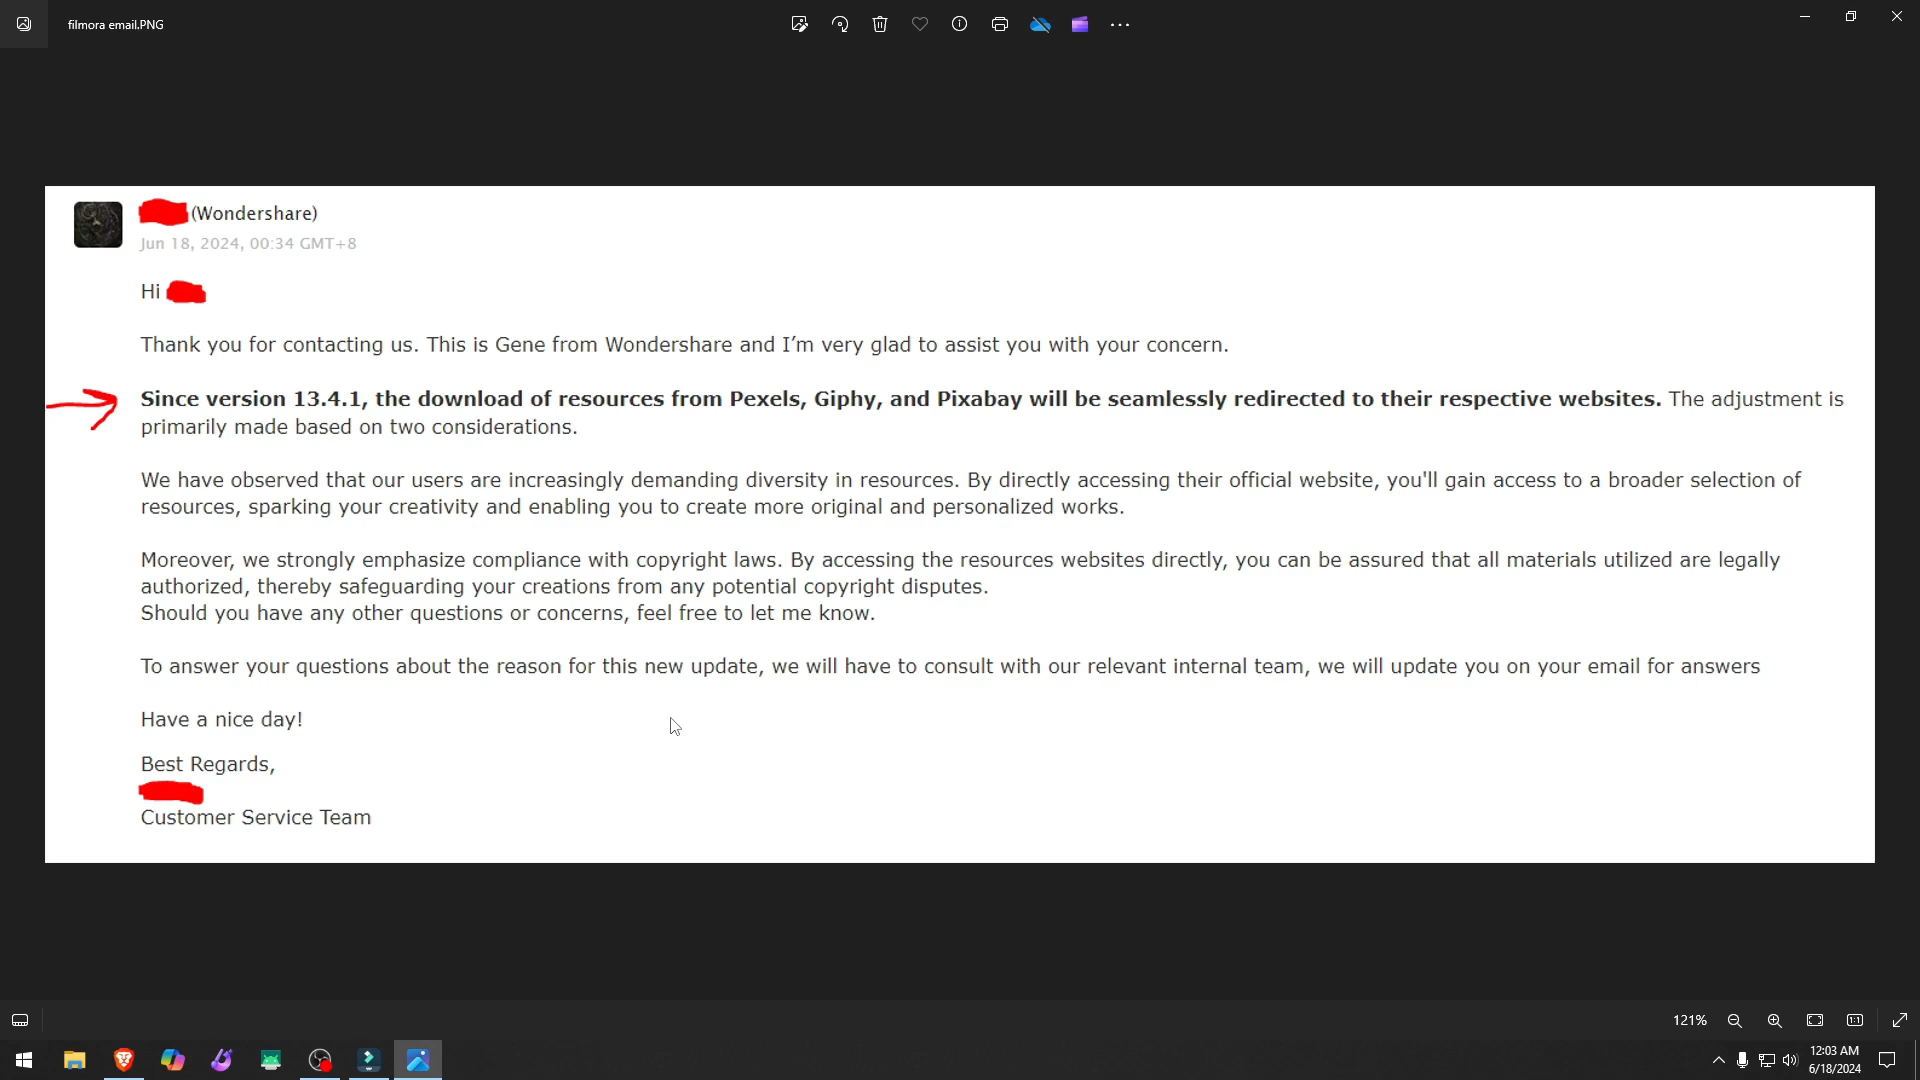 filmora email.PNG
(Wondershare)
Jun 18, 2024, 00:34 GMT+8
Hi
Thank you for contacting us. This is Gene from Wondershare and I’m very glad to assist you with your concern.
Since version 13.4.1, the download of resources from Pexels, Giphy, and Pixabay will be seamlessly redirected to their respective websites. The adjustment is
primarily made based on two considerations.
We have observed that our users are increasingly demanding diversity in resources. By directly accessing their official website, you'll gain access to a broader selection of
resources, sparking your creativity and enabling you to create more original and personalized works.
Moreover, we strongly emphasize compliance with copyright laws. By accessing the resources websites directly, you can be assured that all materials utilized are legally
authorized, thereby safeguarding your creations from any potential copyright disputes.
Should you have any other questions or concerns, feel free to let me know.
To answer your questions about the reason for this new update, we will have to consult with our relevant internal team, we will update you on your email for answers
Have a nice day!
Best Regards,
Customer Service Team
121%
1:1
12:03 AM
6/18/2024